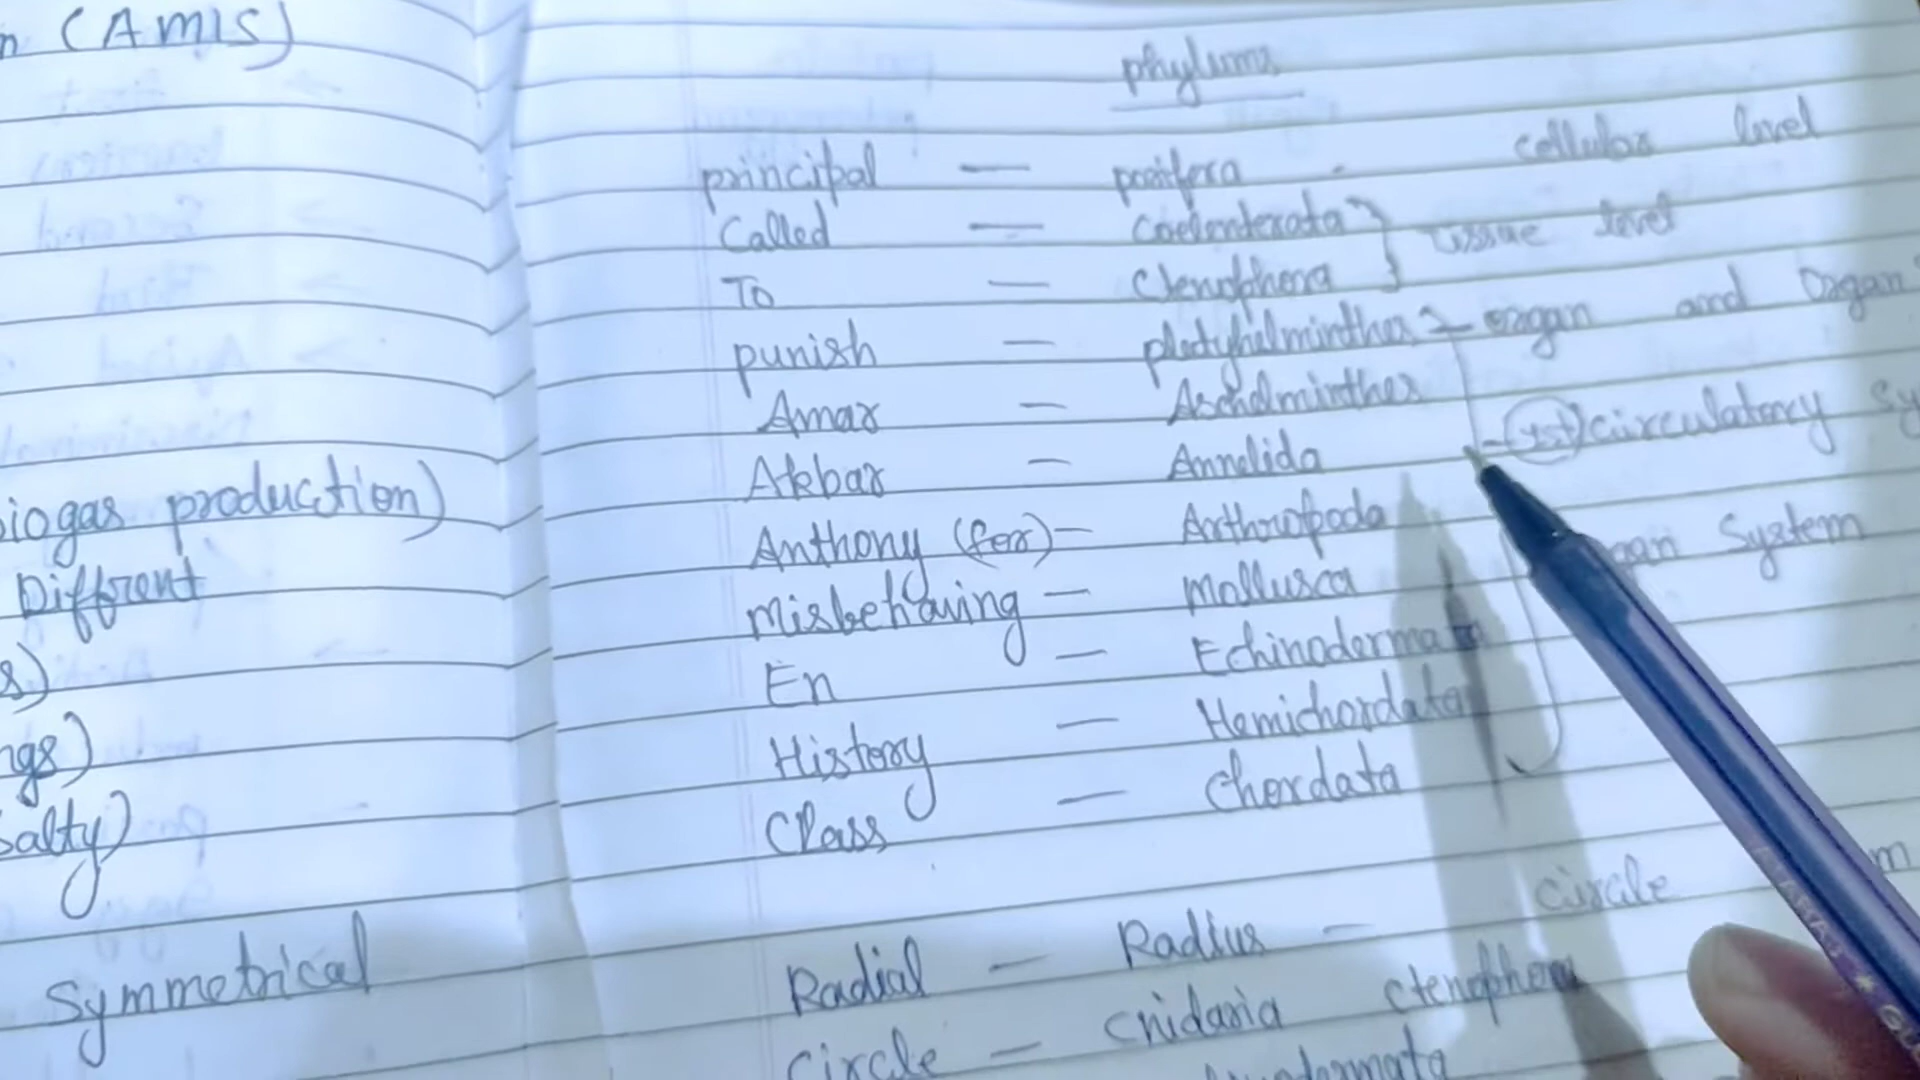 n (AMIS)
iogas production)
Diffrent
s)
ngs)
salty)
Symmetrical
phylums
principal — porifera - cellular level
Called — Coelenterata } Tissue level
To — Ctenophora
punish — platyhelminthes - organ and Organ
Amar — Aschelminthes
Akbar — Annelida - (1st) circulatory Sy
Anthony (for) — Arthropoda
Misbehaving — Mollusca gan System
En — Echinodermata
History — Hemichordata
Class — Chordata
Radial — Radius — circle m
circle — cnidaria ctenophora